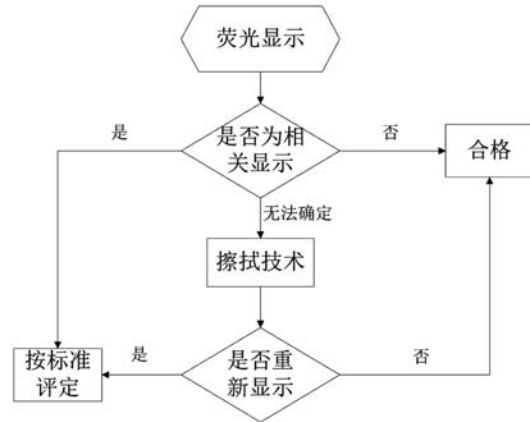 荧光显示
是否为相
关显示
是
否
合格
无法确定
擦拭技术
按标准
评定
是
是否重
新显示
否